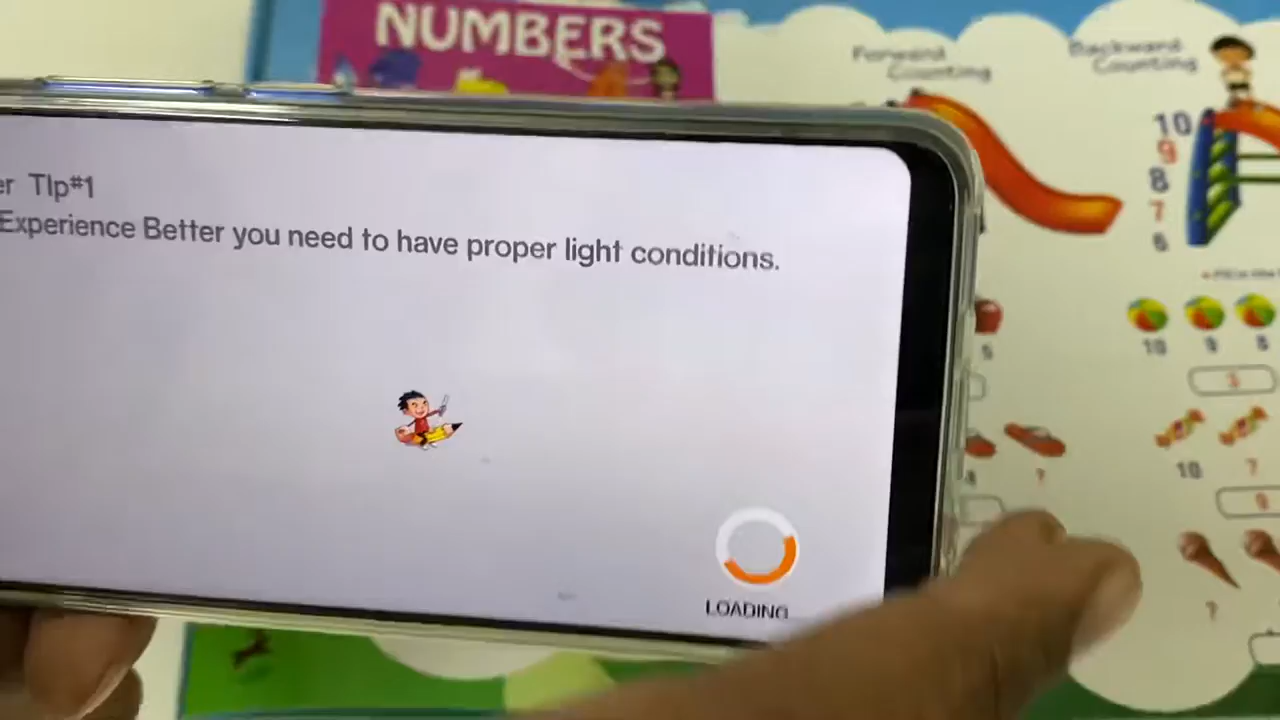 NUMBERS
Forward
Counting
Backward
Counting
10
9
8
7
6
er Tip#1
Experience Better you need to have proper light conditions.
10 9 8
10 7
?
?
LOADING